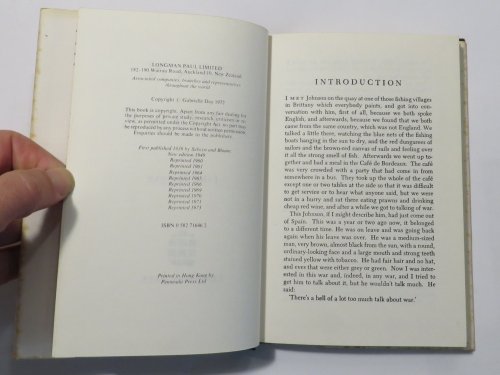 LONGMAN PAUL LIMITED
182-190 Wairau Road, Auckland 10, New Zealand
Associated companies, branches and representatives
throughout the world
Copyright © Gabrielle Day 1972
This book is copyright. Apart from any fair dealing for
the purposes of private study, research, criticism or re-
view, as permitted under the Copyright Act, no part may
be reproduced by any process without written permission.
Enquiries should be made to the publisher.
First published 1939 by Selwyn and Blount
New edition 1949
Reprinted 1960
Reprinted 1963
Reprinted 1964
Reprinted 1965
Reprinted 1966
Reprinted 1969
Reprinted 1970
Reprinted 1971
Reprinted 1973
ISBN 0 582 71686 2
Printed in Hong Kong by
Peninsula Press Ltd
INTRODUCTION
I MET Johnson on the quay at one of those fishing villages
in Brittany which everybody paints, and got into con-
versation with him, first of all, because we both spoke
English, and afterwards, because we found that we both
came from the same country, which was not England. We
talked a little there, watching the blue nets of the fishing
boats hanging in the sun to dry, and the red dungarees of
sailors and the brown-red canvas of sails and feeling over
it all the strong smell of fish. Afterwards we went up to-
gether and had a meal in the Café de Bordeaux. The café
was very crowded with a party that had come in from
somewhere in a bus. They took up the whole of the café
except one or two tables at the side so that it was difficult
to get service or to hear what anyone said, but we were
not in a hurry and sat there eating prawns and drinking
cheap red wine, and after a while we got to talking of war.
This Johnson, if I might describe him, had just come out
of Spain. This was a year or two ago now, it belonged
to a different time. He was on leave and was going back
again when his leave was over. He was a medium-sized
man, very brown, almost black from the sun, with a round,
ordinary-looking face and a large mouth and strong teeth
stained yellow with tobacco. He had fair hair and no hat,
and eyes that were either grey or green. Now I was inter-
ested in this war and indeed, in any war, and I tried to
get him to talk about it, but he wouldn't talk much. He
said:
'There's a hell of a lot too much talk about war.'